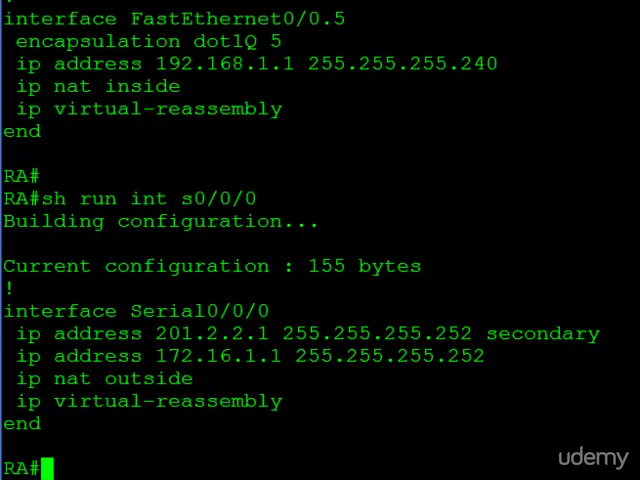 !
interface FastEthernet0/0.5
 encapsulation dot1Q 5
 ip address 192.168.1.1 255.255.255.240
 ip nat inside
 ip virtual-reassembly
end
RA#
RA#sh run int s0/0/0
Building configuration...
Current configuration : 155 bytes
!
interface Serial0/0/0
 ip address 201.2.2.1 255.255.255.252 secondary
 ip address 172.16.1.1 255.255.255.252
 ip nat outside
 ip virtual-reassembly
end
RA#
udemy